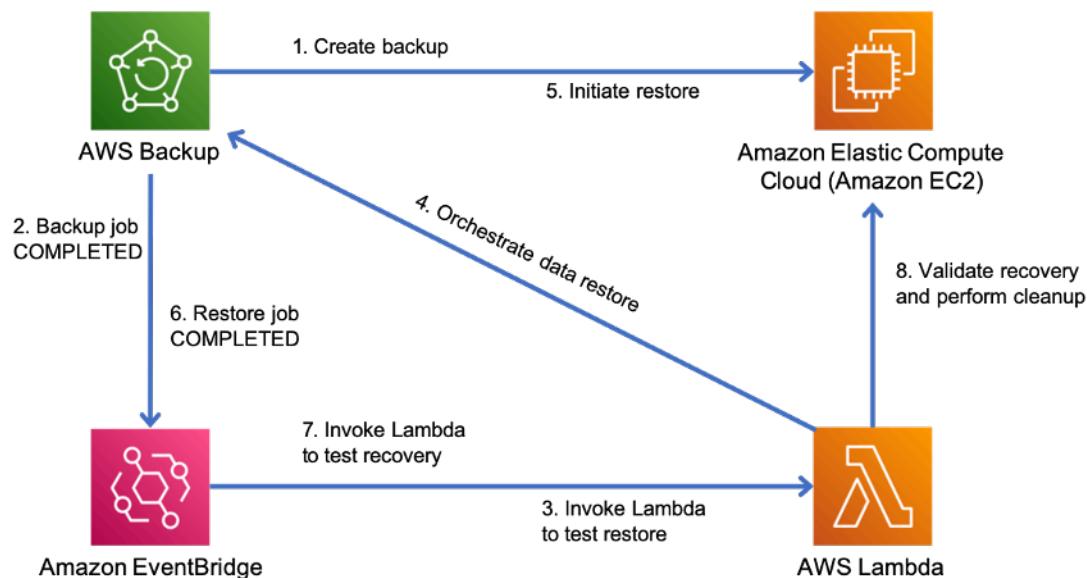 1. Create backup
5. Initiate restore
AWS Backup
Amazon Elastic Compute
Cloud (Amazon EC2)
2. Backup job
COMPLETED
4. Orchestrate data restore
8. Validate recovery
and perform cleanup
6. Restore job
COMPLETED
7. Invoke Lambda
to test recovery
3. Invoke Lambda
to test restore
Amazon EventBridge
AWS Lambda